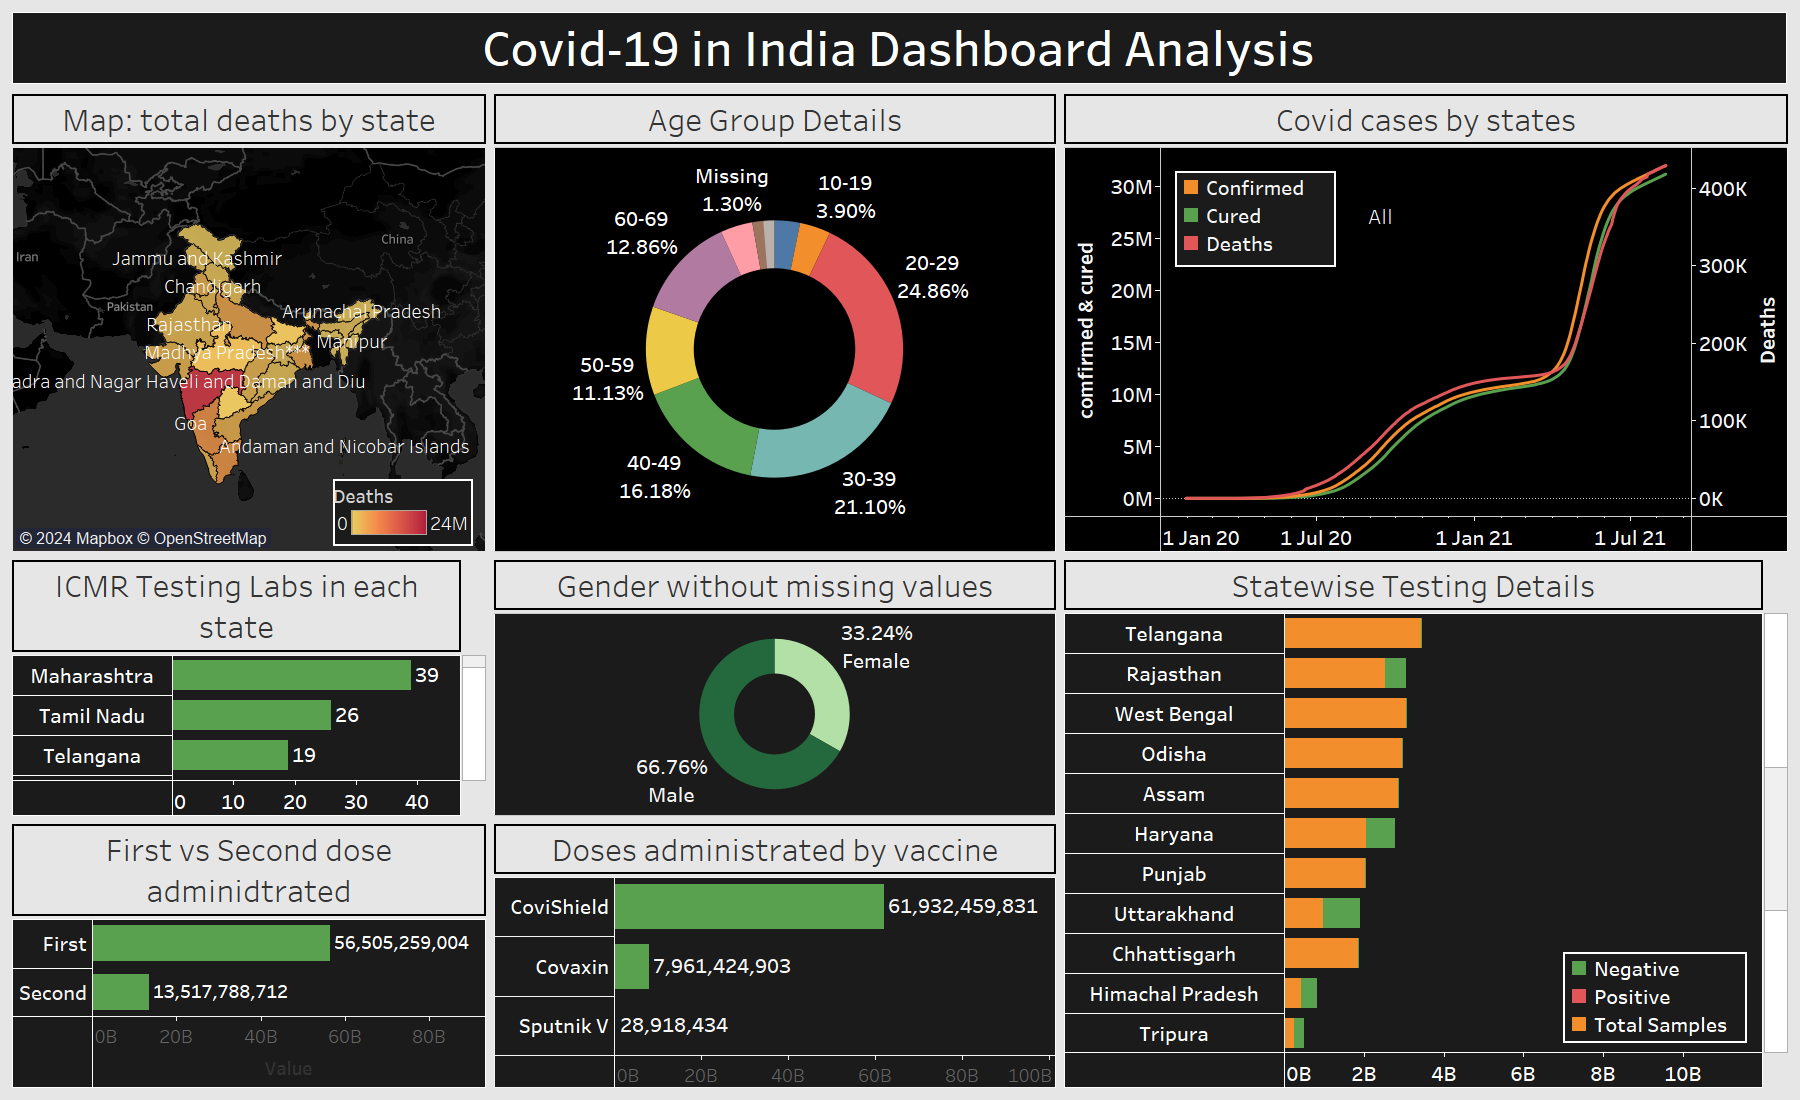 Covid-19 in India Dashboard Analysis
Map: total deaths by state
Iran
China
Pakistan
Jammu and Kashmir
Chandigarh
Arunachal Pradesh
Rajasthan
Manipur
Madhya Pradesh***
adra and Nagar Haveli and Daman and Diu
Goa
Andaman and Nicobar Islands
Deaths
0 24M
© 2024 Mapbox © OpenStreetMap
Age Group Details
Missing
1.30%
10-19
3.90%
60-69
12.86%
20-29
24.86%
50-59
11.13%
40-49
16.18%
30-39
21.10%
Covid cases by states
Confirmed
Cured
Deaths
All
confirmed & cured
30M
25M
20M
15M
10M
5M
0M
400K
300K
200K
100K
0K
Deaths
1 Jan 20 1 Jul 20 1 Jan 21 1 Jul 21
ICMR Testing Labs in each
state
Maharashtra 39
Tamil Nadu 26
Telangana 19
0 10 20 30 40
Gender without missing values
33.24%
Female
66.76%
Male
Statewise Testing Details
Telangana
Rajasthan
West Bengal
Odisha
Assam
Haryana
Punjab
Uttarakhand
Chhattisgarh
Himachal Pradesh
Tripura
Negative
Positive
Total Samples
0B 2B 4B 6B 8B 10B
First vs Second dose
adminidtrated
First 56,505,259,004
Second 13,517,788,712
0B 20B 40B 60B 80B
Value
Doses administrated by vaccine
CoviShield 61,932,459,831
Covaxin 7,961,424,903
Sputnik V 28,918,434
0B 20B 40B 60B 80B 100B